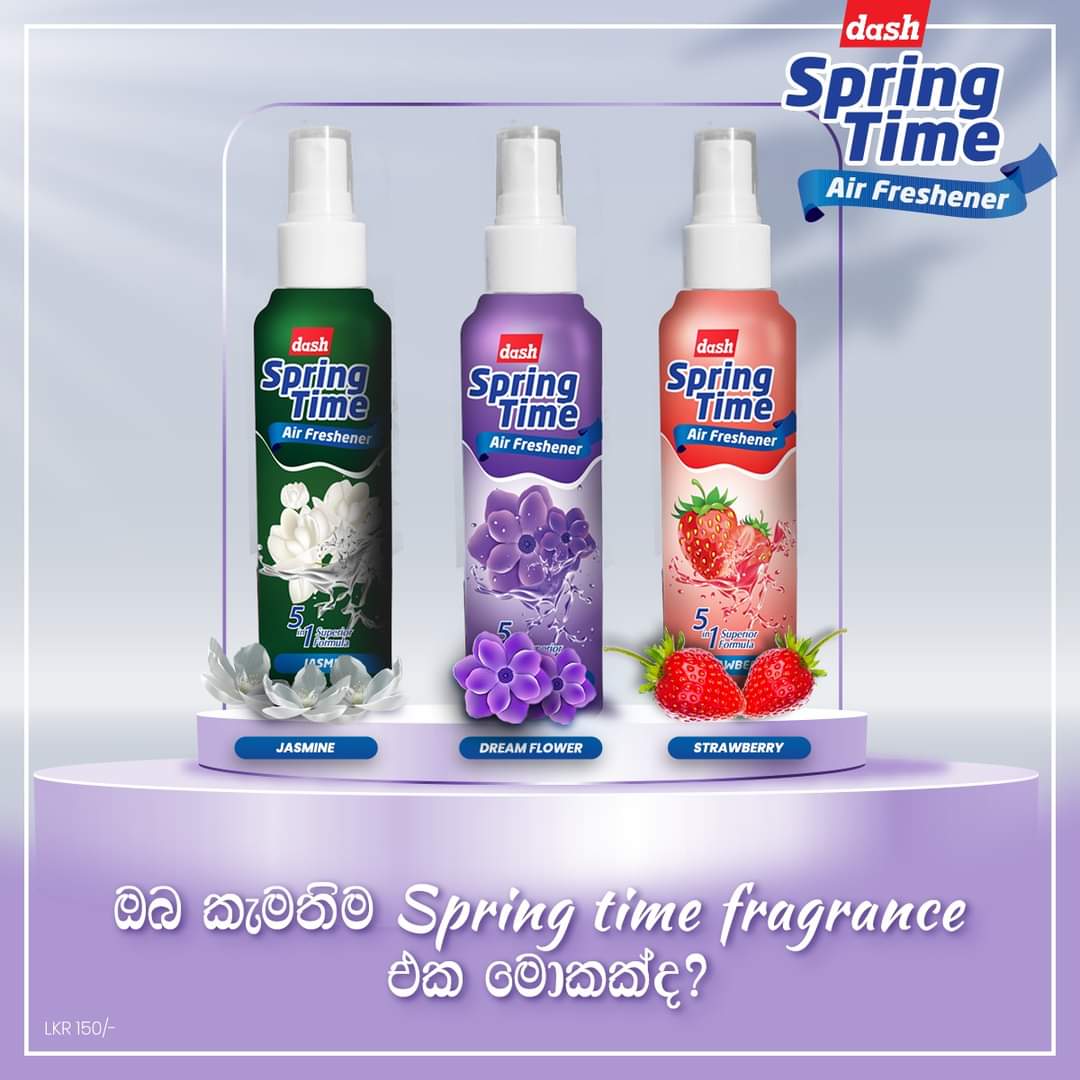 dash
Spring
Time
Air Freshener
dash
Spring
Time
Air Freshener
5 in 1 Superior
Formula
dash
Spring
Time
Air Freshener
5
dash
Spring
Time
Air Freshener
5 in 1 Superior
Formula
JASMINE
DREAM FLOWER
STRAWBERRY
ඔබ කැමතිම Spring time fragrance
එක මොකක්ද?
LKR 150/-